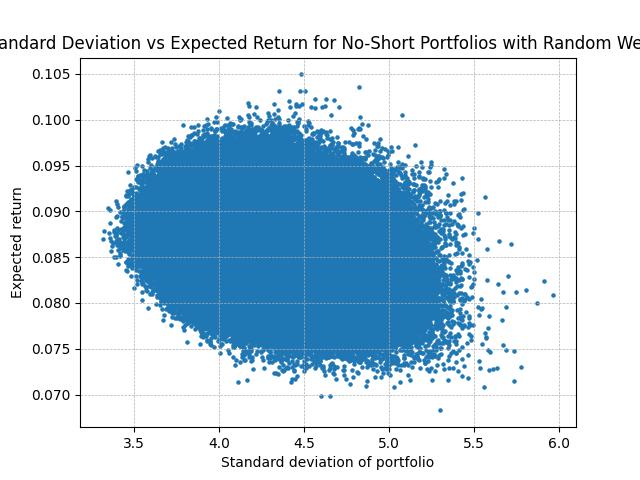 andard Deviation vs Expected Return for No-Short Portfolios with Random We
0.105
0.100
0.095
0.090
0.085
0.080
0.075
0.070
Expected return
3.5 4.0 4.5 5.0 5.5 6.0
Standard deviation of portfolio